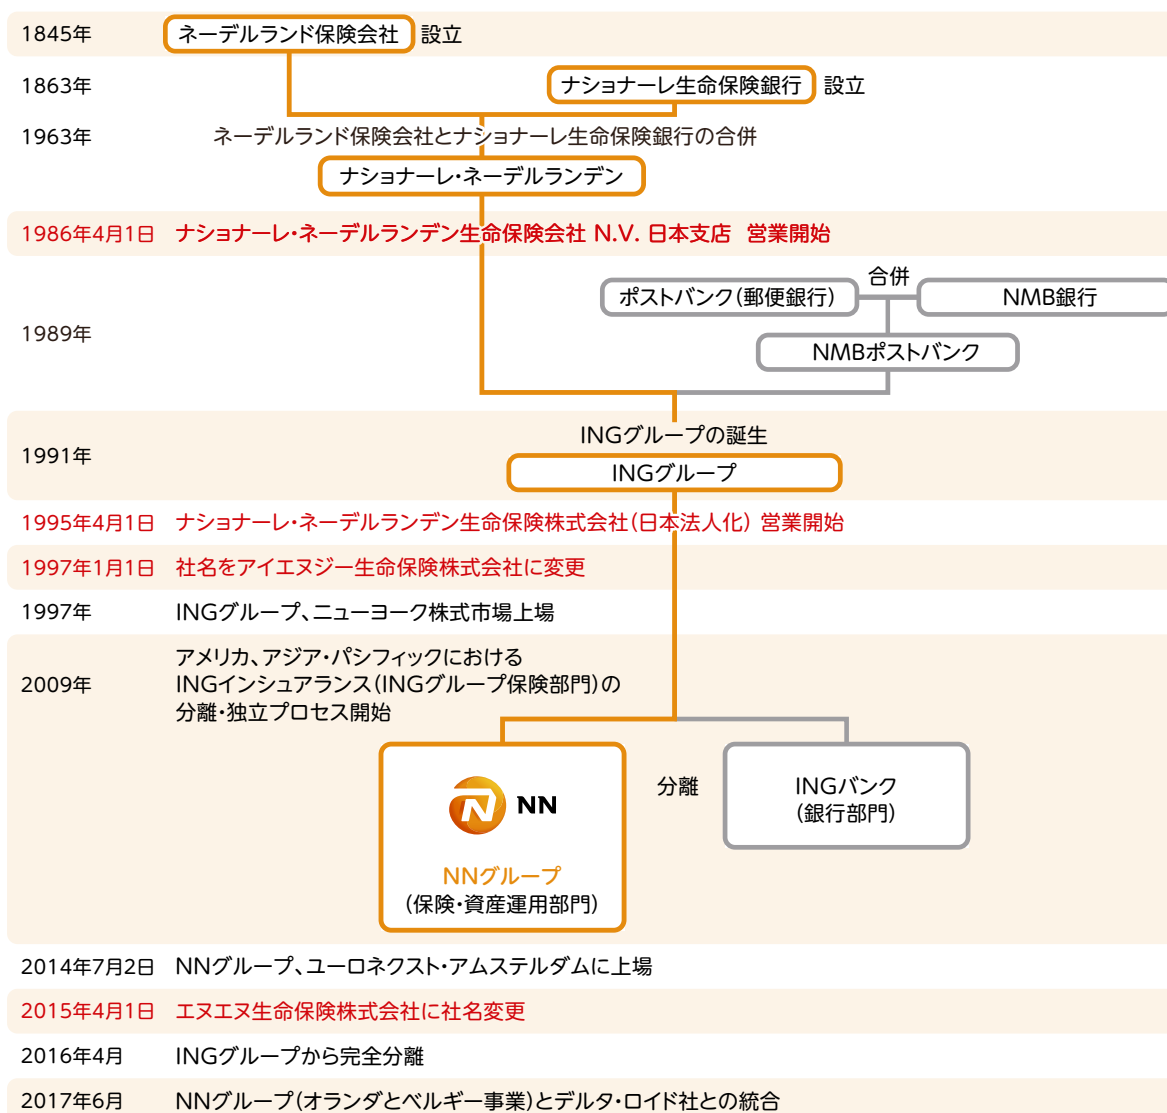 1845年 ネーデルランド保険会社 設立
1863年 ナショナーレ生命保険銀行 設立
1963年 ネーデルランド保険会社とナショナーレ生命保険銀行の合併
ナショナーレ・ネーデルランデン
1986年4月1日 ナショナーレ・ネーデルランデン生命保険会社 N.V. 日本支店 営業開始
合併
ポストバンク(郵便銀行) NMB銀行
1989年
NMBポストバンク
INGグループの誕生
1991年
INGグループ
1995年4月1日 ナショナーレ・ネーデルランデン生命保険株式会社(日本法人化) 営業開始
1997年1月1日 社名をアイエヌジー生命保険株式会社に変更
1997年 INGグループ、ニューヨーク株式市場上場
アメリカ、アジア・パシフィックにおける
2009年 INGインシュアランス(INGグループ保険部門)の
分離・独立プロセス開始
分離 INGバンク
(銀行部門)
NN
NNグループ
(保険・資産運用部門)
2014年7月2日 NNグループ、ユーロネクスト・アムステルダムに上場
2015年4月1日 エヌエヌ生命保険株式会社に社名変更
2016年4月 INGグループから完全分離
2017年6月 NNグループ(オランダとベルギー事業)とデルタ・ロイド社との統合